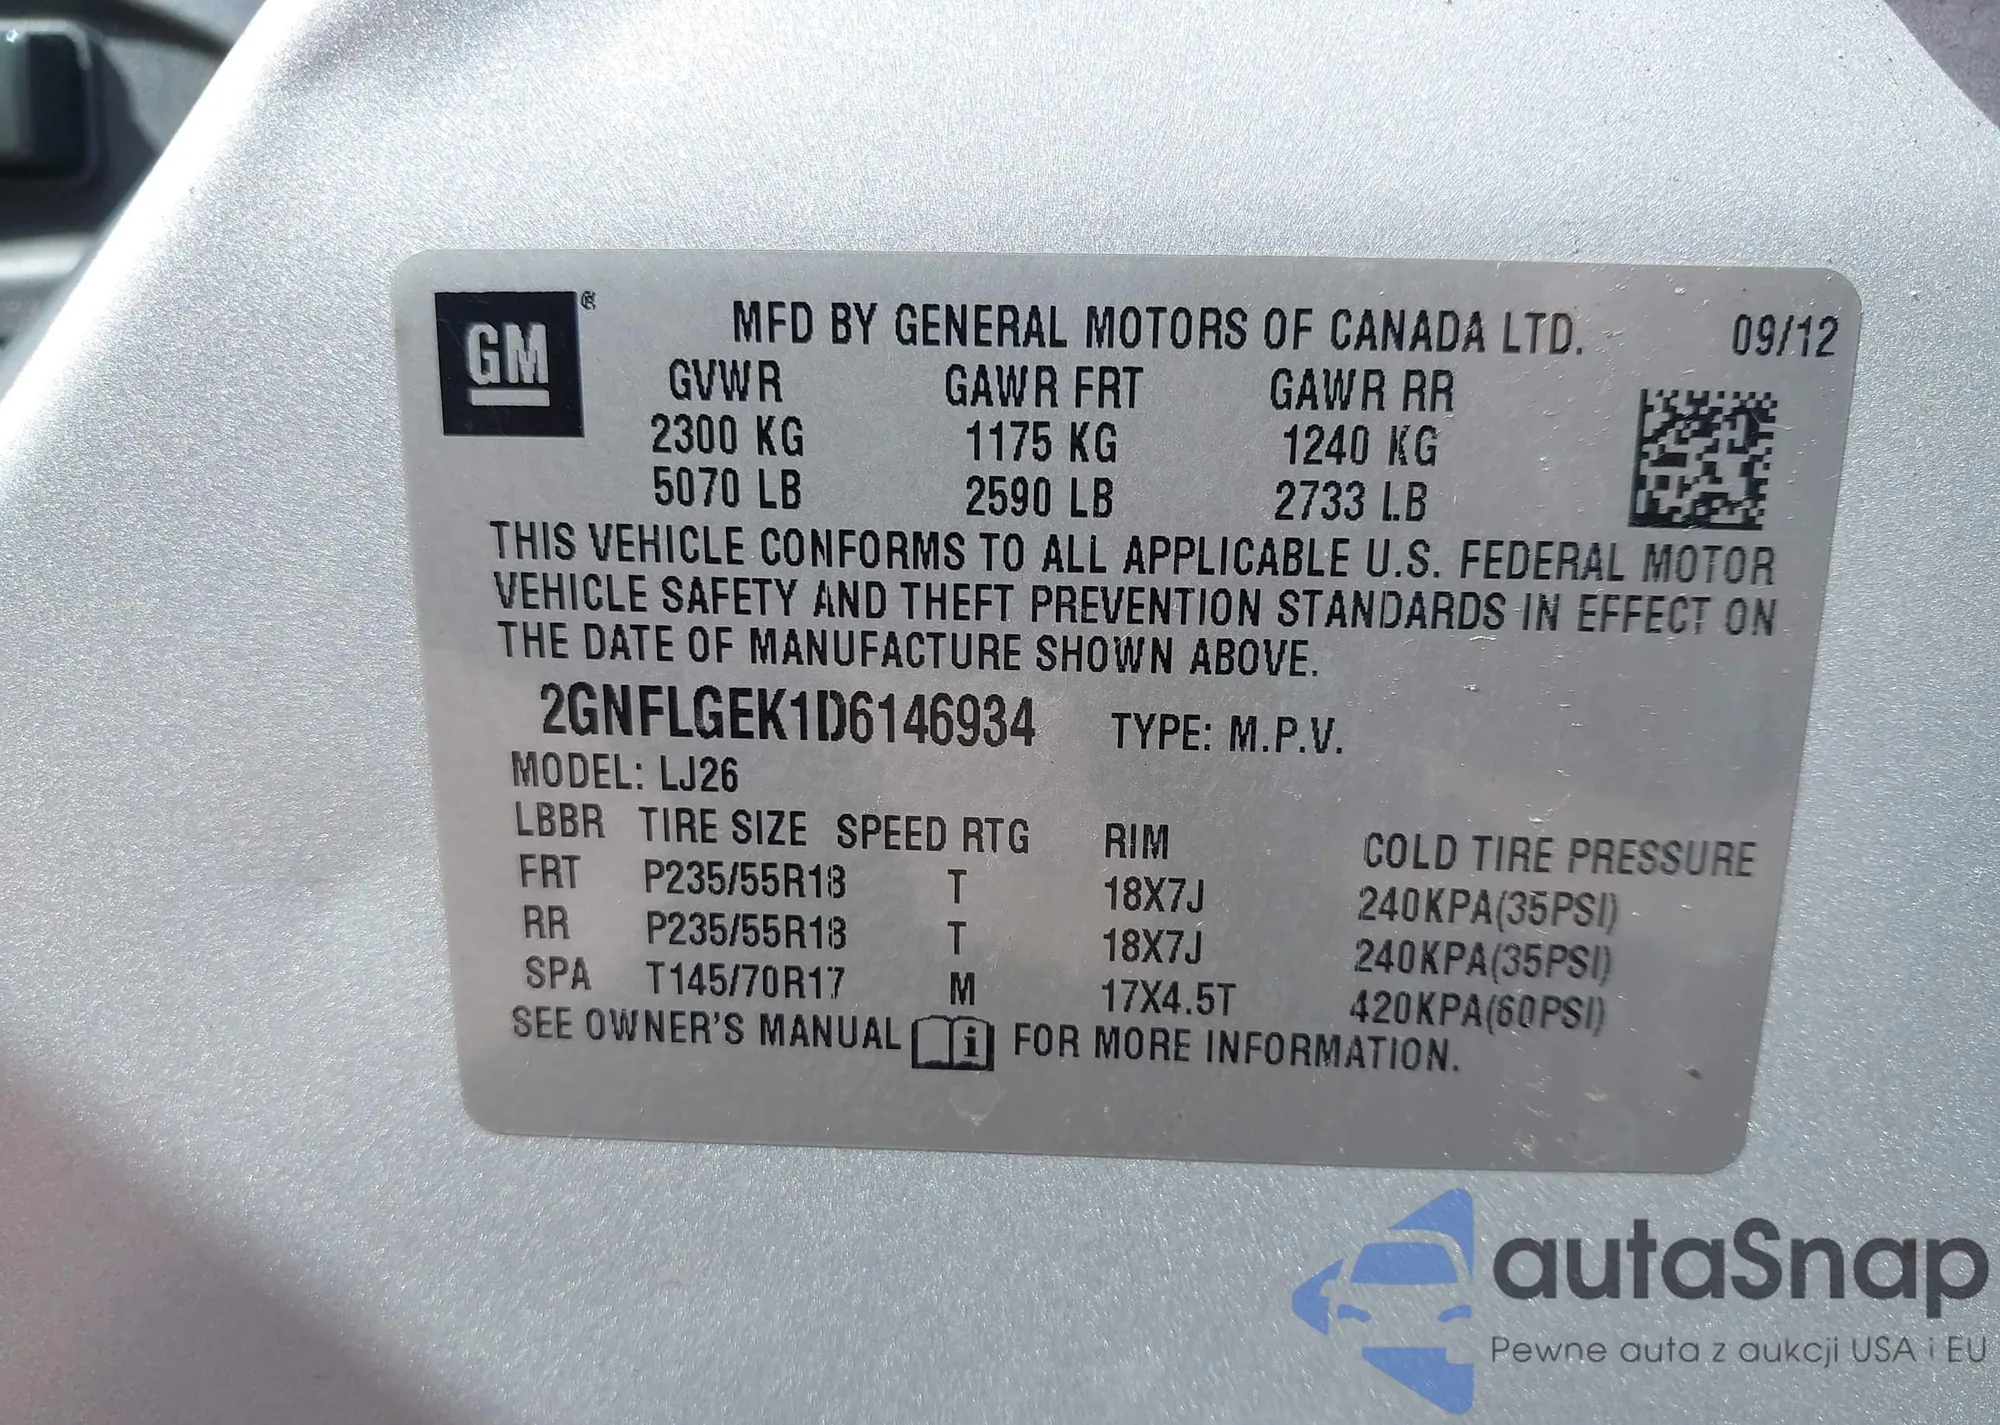 GM ® MFD BY GENERAL MOTORS OF CANADA LTD. 09/12
GVWR GAWR FRT GAWR RR
2300 KG 1175 KG 1240 KG
5070 LB 2590 LB 2733 LB
THIS VEHICLE CONFORMS TO ALL APPLICABLE U.S. FEDERAL MOTOR
VEHICLE SAFETY AND THEFT PREVENTION STANDARDS IN EFFECT ON
THE DATE OF MANUFACTURE SHOWN ABOVE.
2GNFLGEK1D6146934 TYPE: M.P.V.
MODEL: LJ26
LBBR TIRE SIZE SPEED RTG RIM COLD TIRE PRESSURE
FRT P235/55R18 T 18X7J 240KPA(35PSI)
RR P235/55R18 T 18X7J 240KPA(35PSI)
SPA T145/70R17 M 17X4.5T 420KPA(60PSI)
SEE OWNER'S MANUAL i FOR MORE INFORMATION.
autaSnap
Pewne auta z aukcji USA i EU